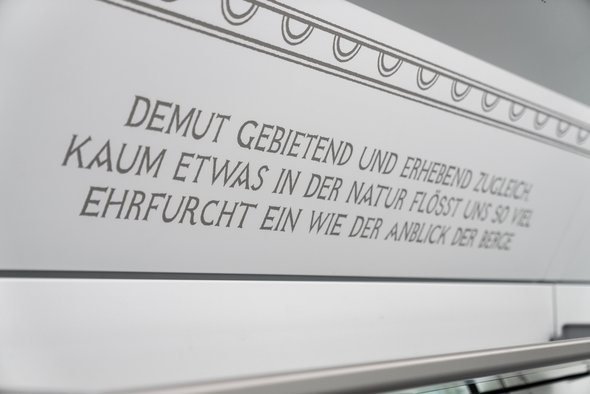 DEMUT GEBIETEND UND ERHEBEND ZUGLEICH.
KAUM ETWAS IN DER NATUR FLÖSST UNS SO VIEL
EHRFURCHT EIN WIE DER ANBLICK DER BERGE